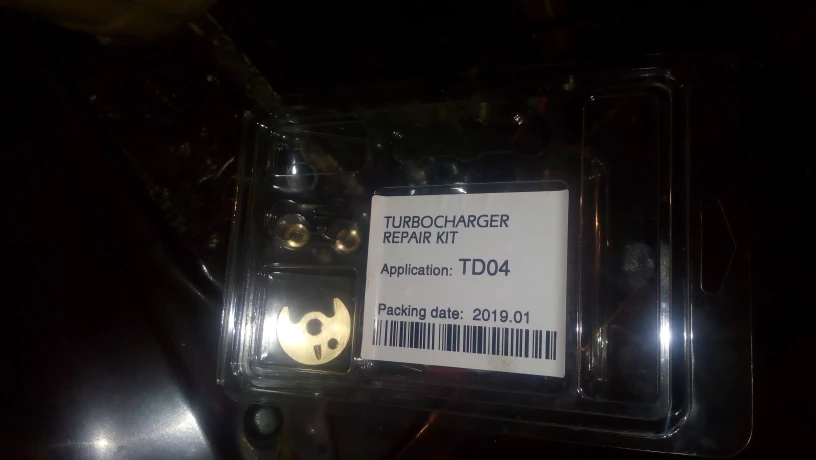 TURBOCHARGER
REPAIR KIT
Application: TD04
Packing date: 2019.01